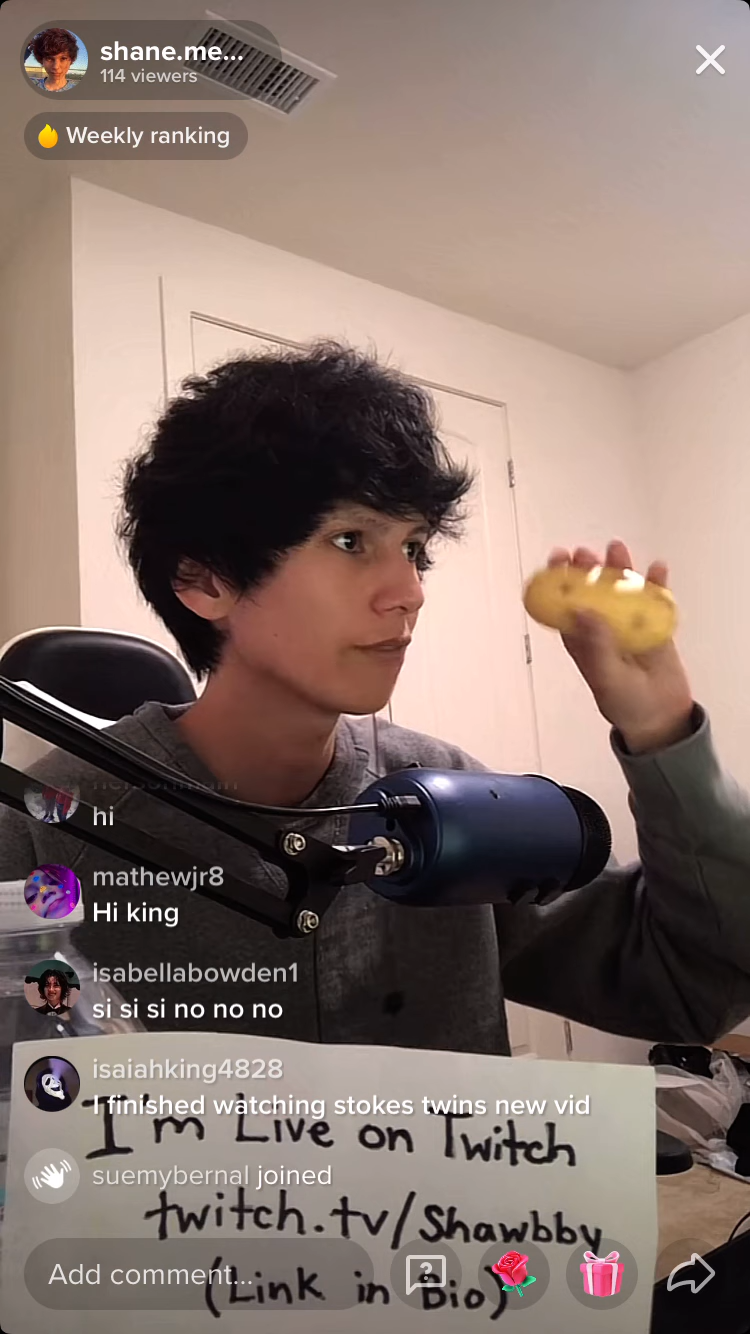 shane.me...
114 viewers
Weekly ranking
hi
mathewjr8
Hi king
isabellabowden1
si si si no no no
isaiahking4828
I finished watching stokes twins new vid
I'm Live on Twitch
suemybernal joined
twitch.tv/Shawbby
Add comment...
(Link in Bio)